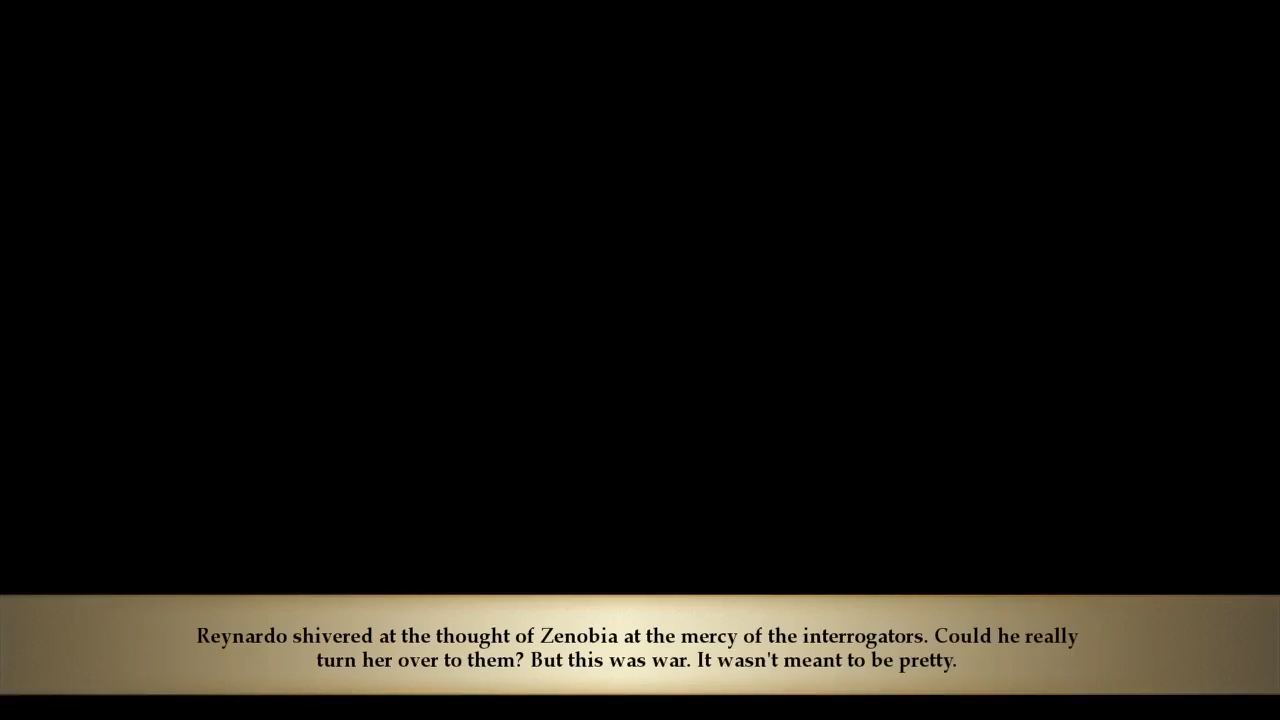 Reynardo shivered at the thought of Zenobia at the mercy of the interrogators. Could he really
turn her over to them? But this was war. It wasn't meant to be pretty.